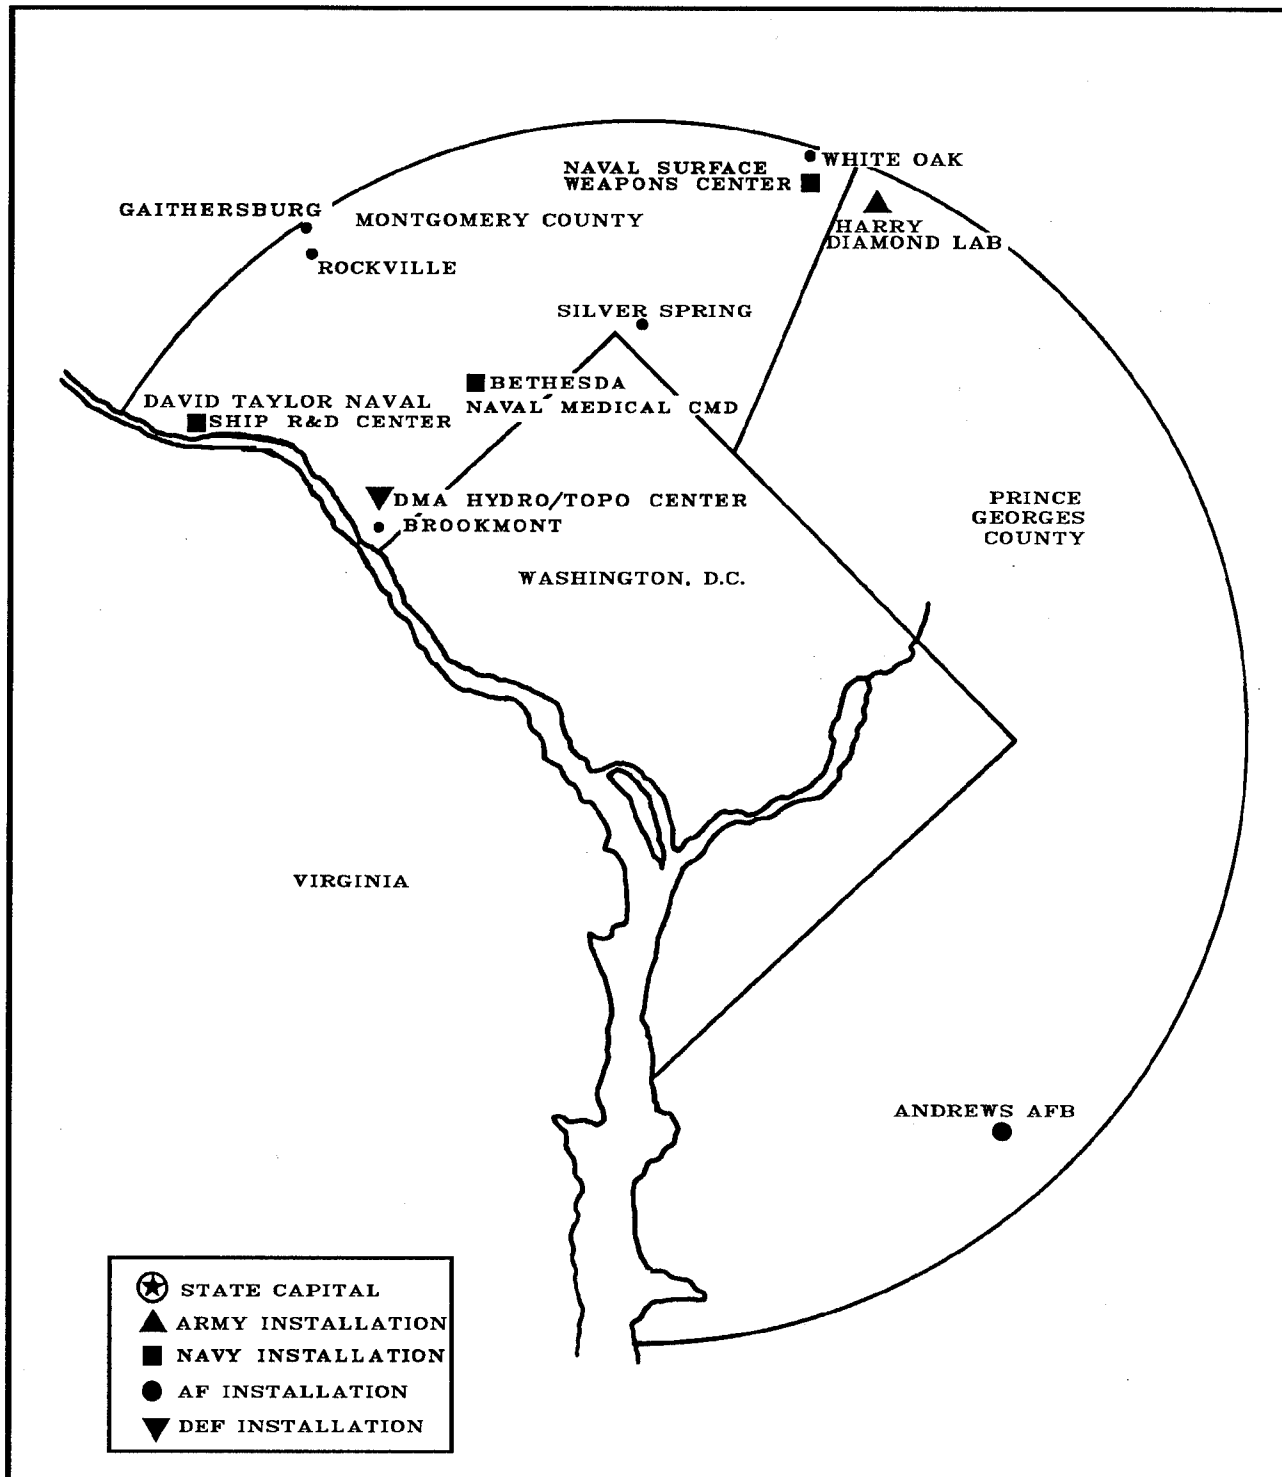 WHITE OAK
NAVAL SURFACE
WEAPONS CENTER
GAITHERSBURG
MONTGOMERY COUNTY
HARRY
DIAMOND LAB
ROCKVILLE
SILVER SPRING
BETHESDA
NAVAL MEDICAL CMD
DAVID TAYLOR NAVAL
SHIP R&D CENTER
DMA HYDRO/TOPO CENTER
BROOKMONT
PRINCE
GEORGES
COUNTY
WASHINGTON, D.C.
VIRGINIA
ANDREWS AFB
STATE CAPITAL
ARMY INSTALLATION
NAVY INSTALLATION
AF INSTALLATION
DEF INSTALLATION